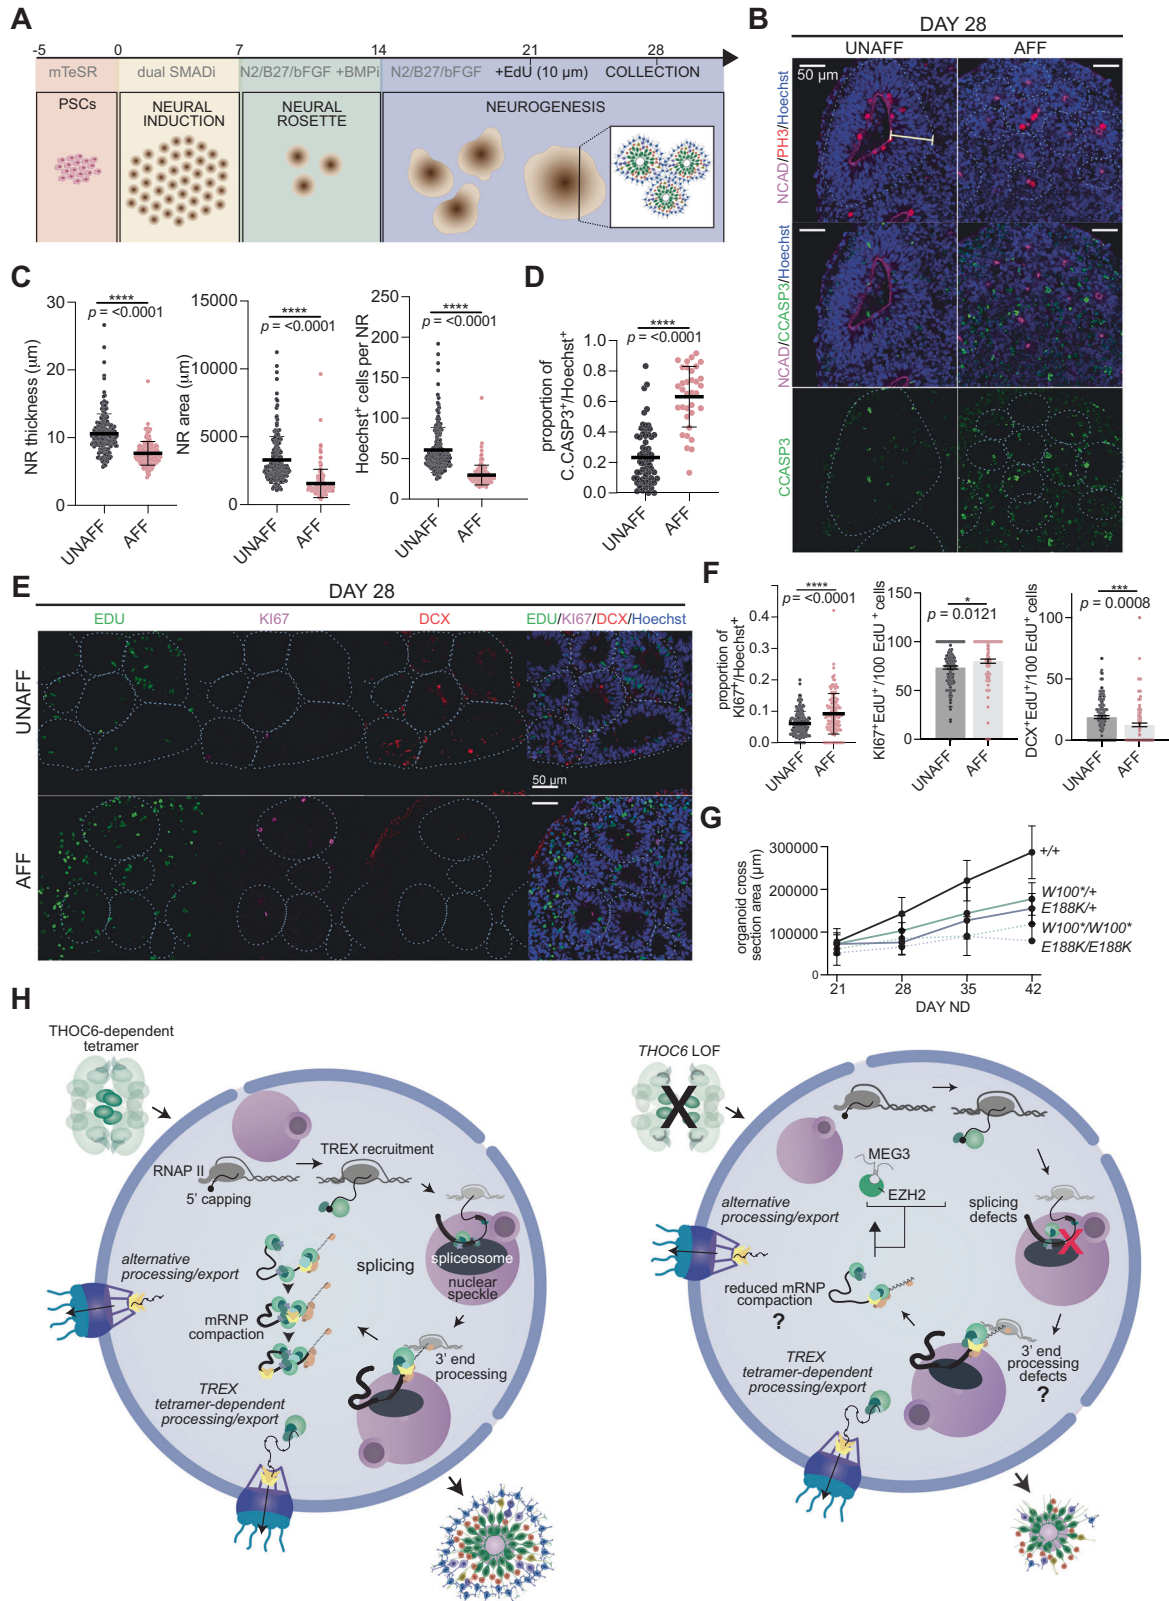 A
-5 0 7 14 21 28
mTeSR dual SMADi N2/B27/bFGF +BMPi N2/B27/bFGF +EdU (10 µm) COLLECTION
PSCs
NEURAL
INDUCTION
NEURAL
ROSETTE
NEUROGENESIS
B
DAY 28
UNAFF AFF
50 µm
NCAD/PH3/Hoechst
NCAD/CCASP3/Hoechst
CCASP3
C
NR thickness (µm)
30
20
10
0
****
p = <0.0001
UNAFF AFF
NR area (µm)
15000
10000
5000
0
****
p = <0.0001
UNAFF AFF
Hoechst+ cells per NR
250
200
150
100
50
0
****
p = <0.0001
UNAFF AFF
D
proportion of
C.CASP3+/Hoechst+
1.0
0.8
0.6
0.4
0.2
0.0
****
p = <0.0001
UNAFF AFF
E
DAY 28
EDU KI67 DCX EDU/KI67/DCX/Hoechst
UNAFF
50 µm
AFF
F
proportion of
KI67+/Hoechst+
0.5
0.4
0.3
0.2
0.1
0.0
****
p = <0.0001
UNAFF AFF
KI67+EdU+/100 EdU+ cells
150
100
50
0
*
p = 0.0121
UNAFF AFF
DCX+EdU+/100 EdU+ cells
100
50
0
***
p = 0.0008
UNAFF AFF
G
organoid cross
section area (µm)
300000
200000
100000
0
21 28 35 42
DAY ND
+/+
W100*/+
E188K/+
W100*/W100*
E188K/E188K
H
THOC6-dependent
tetramer
RNAP II
5' capping
TREX recruitment
spliceosome
nuclear
speckle
splicing
alternative
processing/export
mRNP
compaction
3' end
processing
TREX
tetramer-dependent
processing/export
THOC6 LOF
X
MEG3
EZH2
splicing
defects
X
alternative
processing/export
reduced mRNP
compaction
?
3' end
processing
defects
?
TREX
tetramer-dependent
processing/export